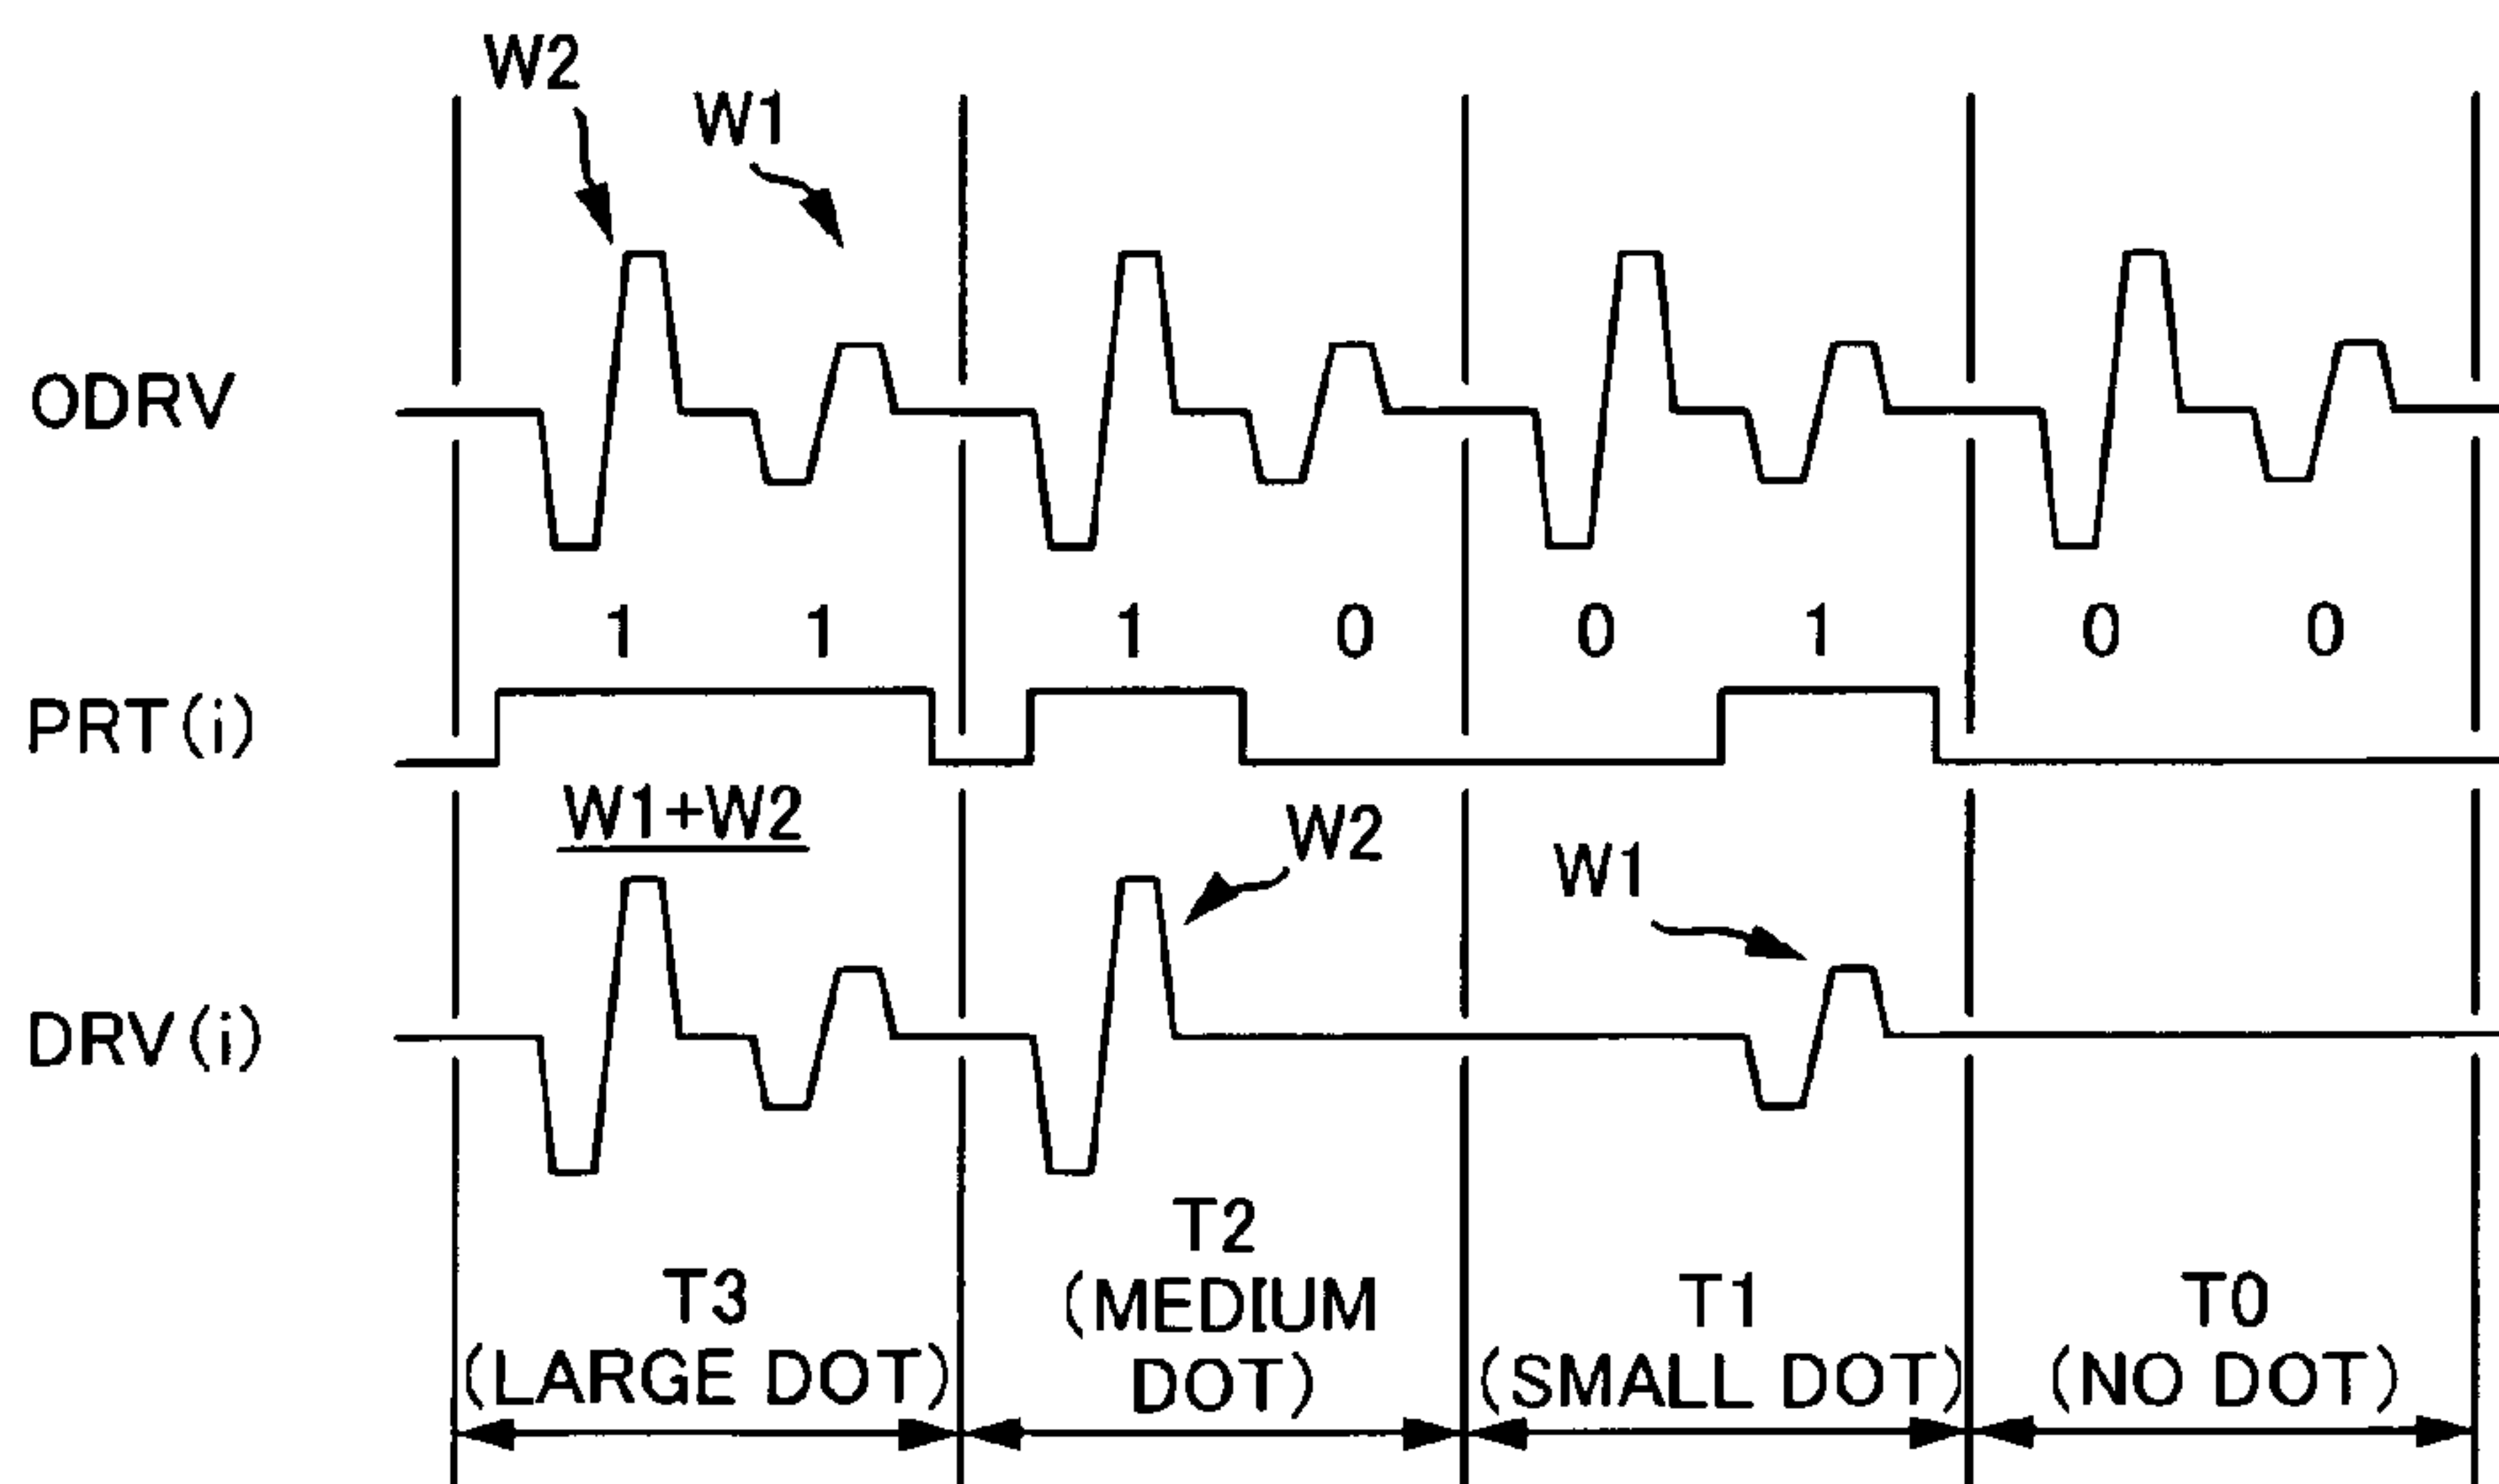 W2
W1
ODRV
1 1 1 0 0 1 0 0
PRT(i)
W1+W2
W2
W1
DRV(i)
T3
(LARGE DOT)
T2
(MEDIUM
DOT)
T1
(SMALL DOT)
T0
(NO DOT)